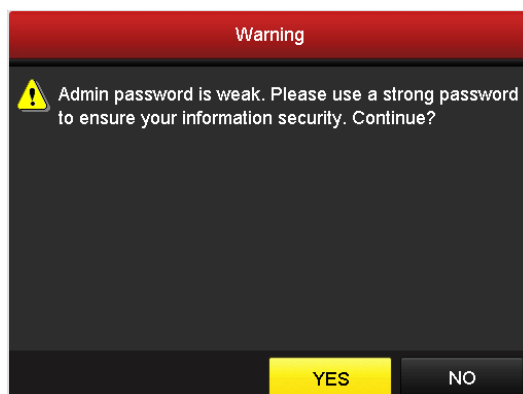 Warning
Admin password is weak. Please use a strong password
to ensure your information security. Continue?
YES
NO